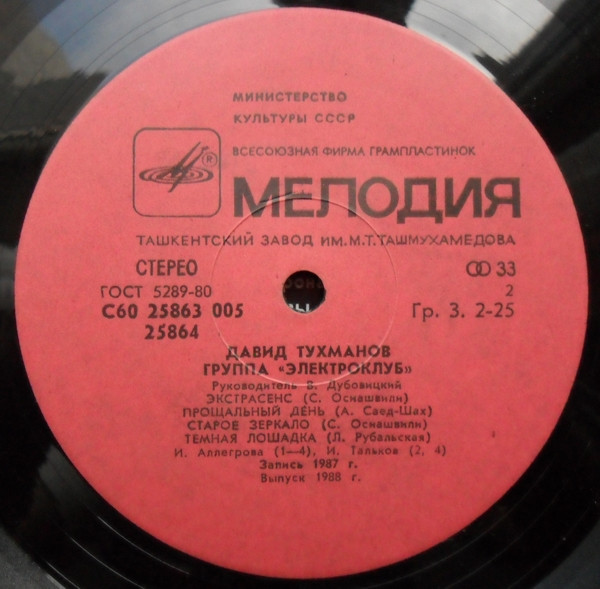 МИНИСТЕРСТВО
КУЛЬТУРЫ СССР
ВСЕСОЮЗНАЯ ФИРМА ГРАМПЛАСТИНОК
®
МЕЛОДИЯ
ТАШКЕНТСКИЙ ЗАВОД ИМ.М.Т.ТАШМУХАМЕДОВА
СТЕРЕО 33
ГОСТ 5289-80 2
С60 25863 005 Гр. 3. 2-25
25864
ДАВИД ТУХМАНОВ
ГРУППА «ЭЛЕКТРОКЛУБ»
Руководитель В. Дубовицкий
ЭКСТРАСЕНС (С. Осиашвили)
ПРОЩАЛЬНЫЙ ДЕНЬ (А. Саед-Шах)
СТАРОЕ ЗЕРКАЛО (С. Осиашвили)
ТЕМНАЯ ЛОШАДКА (Л. Рубальская)
И. Аллегрова (1—4), И. Тальков (2, 4)
Запись 1987 г.
Выпуск 1988 г.